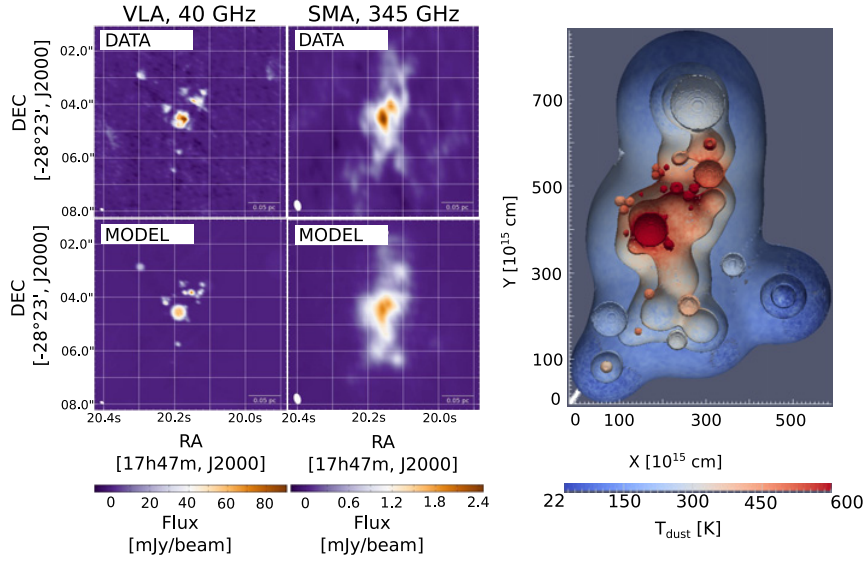 VLA, 40 GHz
SMA, 345 GHz
DATA
DATA
DEC
[-28°23', J2000]
02.0"
04.0"
06.0"
08.0"
0.05 pc
0.05 pc
MODEL
MODEL
DEC
[-28°23', J2000]
02.0"
04.0"
06.0"
08.0"
0.05 pc
0.05 pc
20.4s
20.2s
20.0s
20.4s
20.2s
20.0s
RA
[17h47m, J2000]
RA
[17h47m, J2000]
0 20 40 60 80
Flux
[mJy/beam]
0 0.6 1.2 1.8 2.4
Flux
[mJy/beam]
Y [10¹⁵ cm]
700
500
400
300
100
0
0 100 300 500
X [10¹⁵ cm]
22 150 300 450 600
T_dust [K]